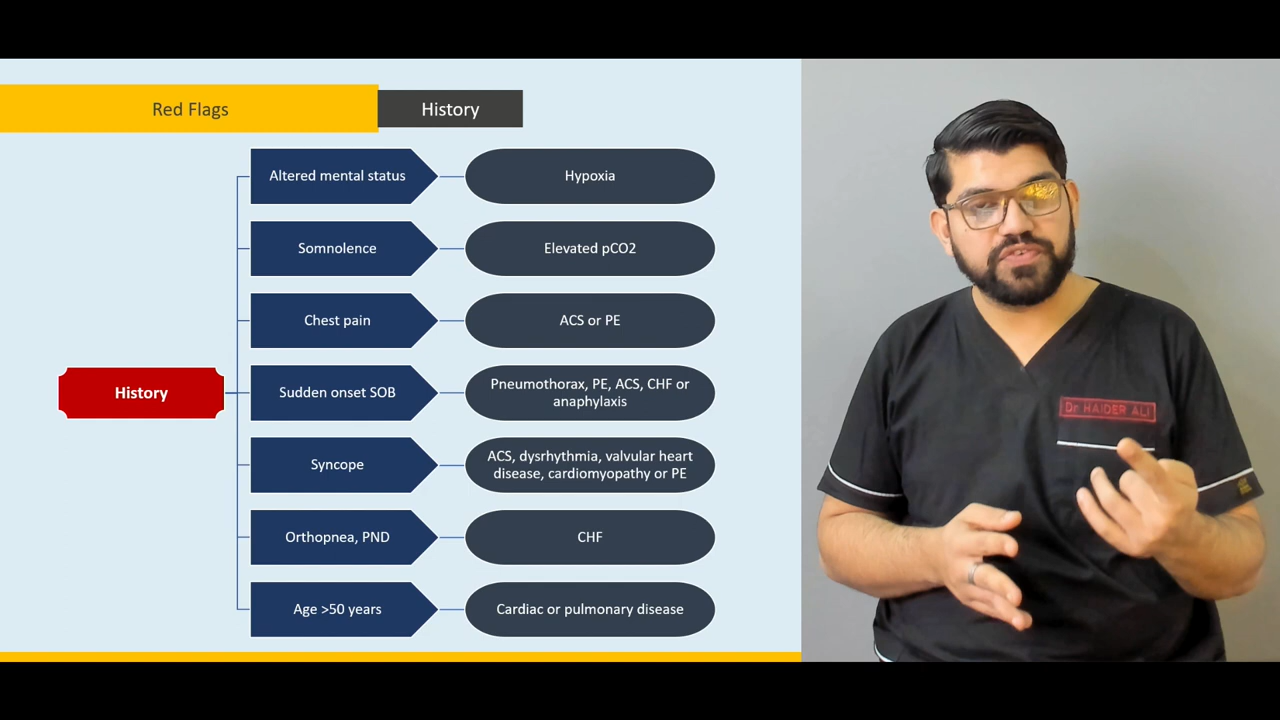 Red Flags
History
Altered mental status
Hypoxia
Somnolence
Elevated pCO2
Chest pain
ACS or PE
History
Sudden onset SOB
Pneumothorax, PE, ACS, CHF or
anaphylaxis
Syncope
ACS, dysrhythmia, valvular heart
disease, cardiomyopathy or PE
Orthopnea, PND
CHF
Age >50 years
Cardiac or pulmonary disease
Dr HAIDER ALI